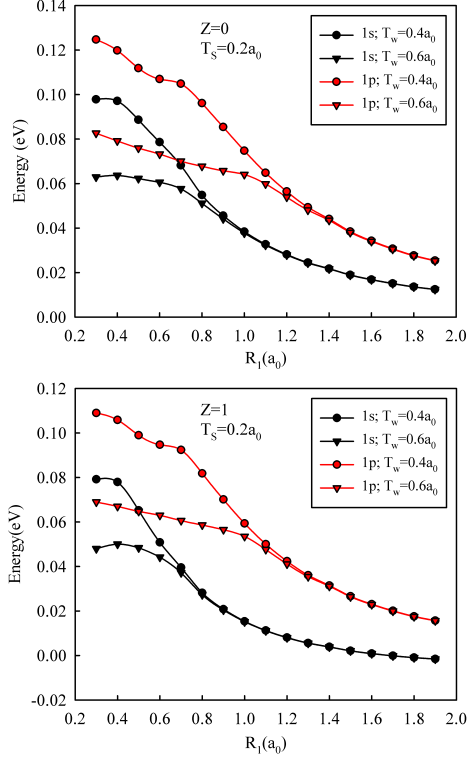 0.14
0.12
0.10
0.08
0.06
0.04
0.02
0.00
Energy (eV)
Z=0
T_S=0.2a_0
1s; T_w=0.4a_0
1s; T_w=0.6a_0
1p; T_w=0.4a_0
1p; T_w=0.6a_0
0.2 0.4 0.6 0.8 1.0 1.2 1.4 1.6 1.8 2.0
R_1(a_0)
0.12
0.10
0.08
0.06
0.04
0.02
0.00
-0.02
Energy(eV)
Z=1
T_S=0.2a_0
1s; T_w=0.4a_0
1s; T_w=0.6a_0
1p; T_w=0.4a_0
1p; T_w=0.6a_0
0.2 0.4 0.6 0.8 1.0 1.2 1.4 1.6 1.8 2.0
R_1(a_0)